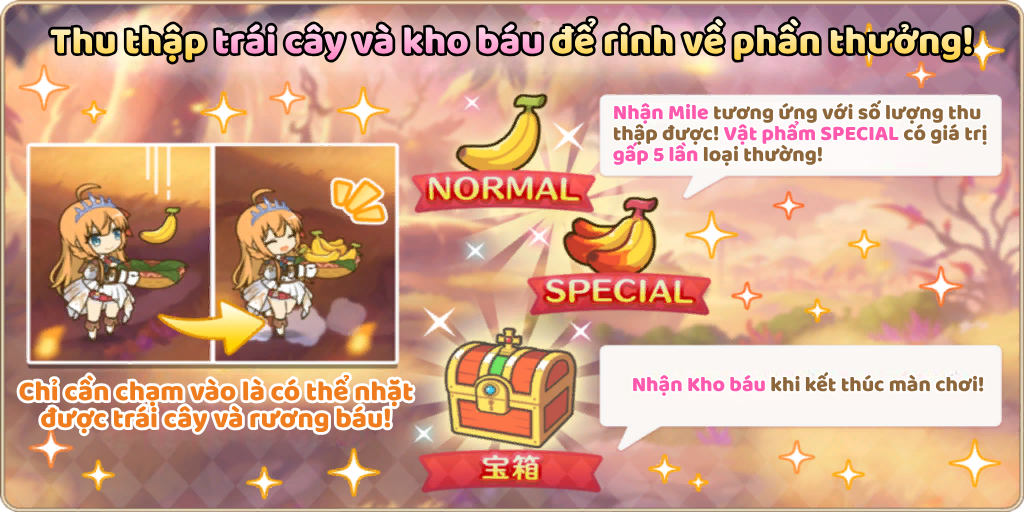 Thu thập trái cây và kho báu để rinh về phần thưởng!
Nhận Mile tương ứng với số lượng thu
thập được! Vật phẩm SPECIAL có giá trị
gấp 5 lần loại thường!
NORMAL
SPECIAL
Chỉ cần chạm vào là có thể nhặt
được trái cây và rương báu!
Nhận Kho báu khi kết thúc màn chơi!
宝箱